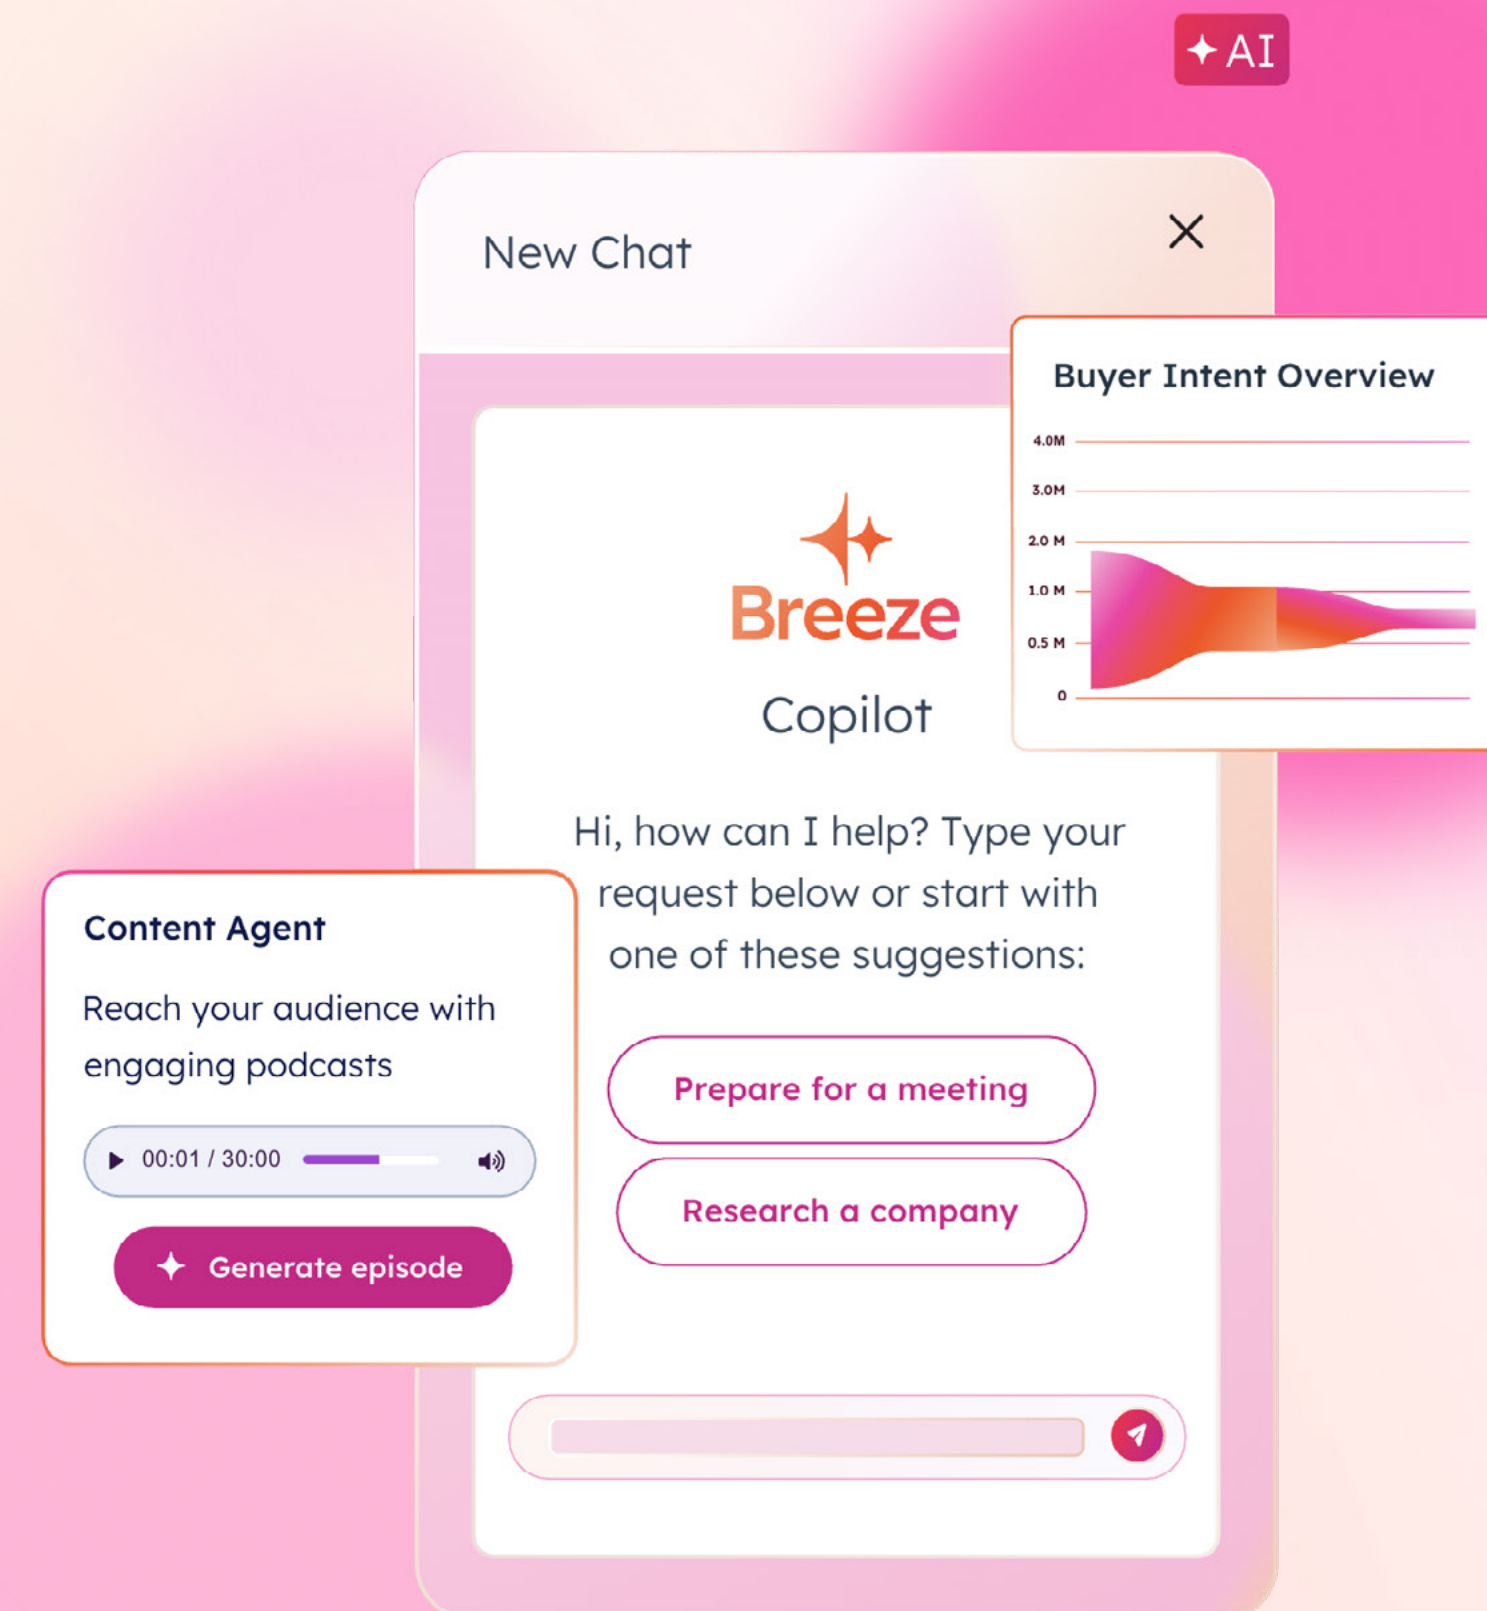 AI
New Chat
Buyer Intent Overview
4.0M
3.0M
2.0 M
1.0 M
0.5 M
0
Breeze
Copilot
Hi, how can I help? Type your
request below or start with
one of these suggestions:
Prepare for a meeting
Research a company
Content Agent
Reach your audience with
engaging podcasts
00:01 / 30:00
Generate episode